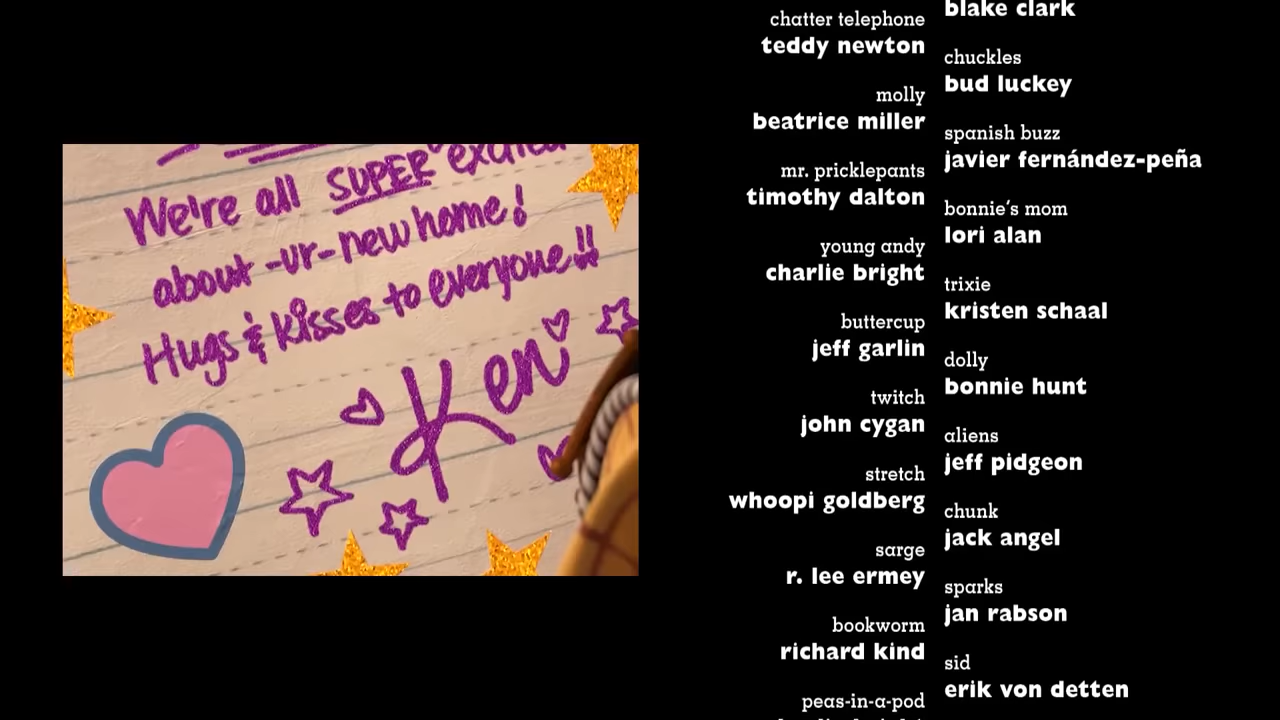 We're all SUPER excited
about -ur- new home!
Hugs & kisses to everyone!!
Ken
chatter telephone
teddy newton
molly
beatrice miller
mr. pricklepants
timothy dalton
young andy
charlie bright
buttercup
jeff garlin
twitch
john cygan
stretch
whoopi goldberg
sarge
r. lee ermey
bookworm
richard kind
peas-in-a-pod
blake clark
chuckles
bud luckey
spanish buzz
javier fernández-peña
bonnie's mom
lori alan
trixie
kristen schaal
dolly
bonnie hunt
aliens
jeff pidgeon
chunk
jack angel
sparks
jan rabson
sid
erik von detten